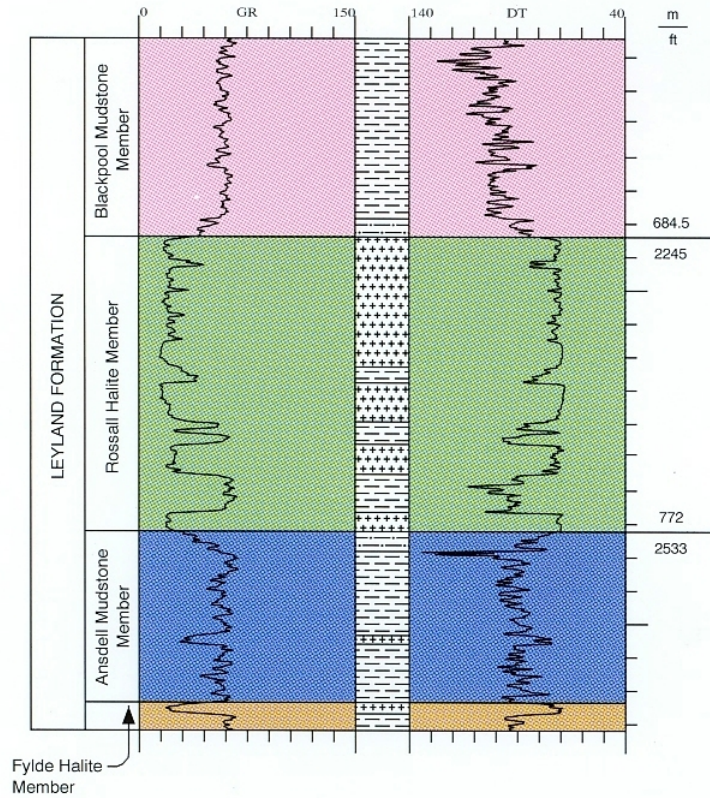 0 GR 150
140 DT 40
m
ft
LEYLAND FORMATION
Blackpool Mudstone
Member
684.5
2245
Rossall Halite Member
772
2533
Ansdell Mudstone
Member
Fylde Halite
Member